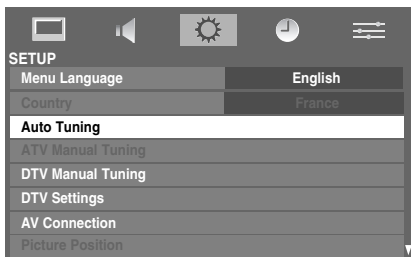 SETUP
Menu Language English
Country France
Auto Tuning
ATV Manual Tuning
DTV Manual Tuning
DTV Settings
AV Connection
Picture Position